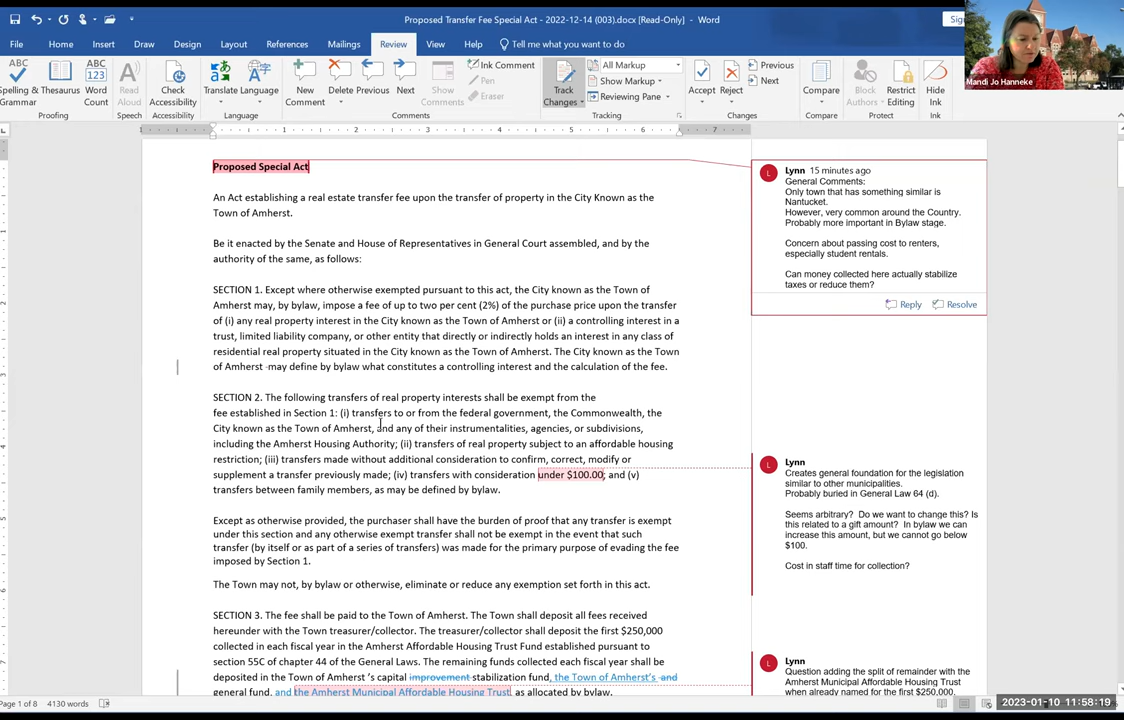 Proposed Transfer Fee Special Act - 2022-12-14 (003).docx [Read-Only] - Word
Sign
File Home Insert Draw Design Layout References Mailings Review View Help Tell me what you want to do
Mandi Jo Hanneke
Spelling & Grammar
Thesaurus
ABC 123
Word Count
Read Aloud
Check Accessibility
Translate
Language
New Comment
Delete
Previous
Next
Show Comments
Ink Comment
Pen
Eraser
Track Changes
All Markup
Show Markup
Reviewing Pane
Accept
Reject
Previous
Next
Compare
Block Authors
Restrict Editing
Hide Ink
Proofing Speech Accessibility Language Comments Tracking Changes Compare Protect Ink
1 1 2 3 4 5 6 7
Proposed Special Act
An Act establishing a real estate transfer fee upon the transfer of property in the City Known as the
Town of Amherst.
Be it enacted by the Senate and House of Representatives in General Court assembled, and by the
authority of the same, as follows:
SECTION 1. Except where otherwise exempted pursuant to this act, the City known as the Town of
Amherst may, by bylaw, impose a fee of up to two per cent (2%) of the purchase price upon the transfer
of (i) any real property interest in the City known as the Town of Amherst or (ii) a controlling interest in a
trust, limited liability company, or other entity that directly or indirectly holds an interest in any class of
residential real property situated in the City known as the Town of Amherst. The City known as the Town
of Amherst may define by bylaw what constitutes a controlling interest and the calculation of the fee.
SECTION 2. The following transfers of real property interests shall be exempt from the
fee established in Section 1: (i) transfers to or from the federal government, the Commonwealth, the
City known as the Town of Amherst, and any of their instrumentalities, agencies, or subdivisions,
including the Amherst Housing Authority; (ii) transfers of real property subject to an affordable housing
restriction; (iii) transfers made without additional consideration to confirm, correct, modify or
supplement a transfer previously made; (iv) transfers with consideration under $100.00; and (v)
transfers between family members, as may be defined by bylaw.
Except as otherwise provided, the purchaser shall have the burden of proof that any transfer is exempt
under this section and any otherwise exempt transfer shall not be exempt in the event that such
transfer (by itself or as part of a series of transfers) was made for the primary purpose of evading the fee
imposed by Section 1.
The Town may not, by bylaw or otherwise, eliminate or reduce any exemption set forth in this act.
SECTION 3. The fee shall be paid to the Town of Amherst. The Town shall deposit all fees received
hereunder with the Town treasurer/collector. The treasurer/collector shall deposit the first $250,000
collected in each fiscal year in the Amherst Affordable Housing Trust Fund established pursuant to
section 55C of chapter 44 of the General Laws. The remaining funds collected each fiscal year shall be
deposited in the Town of Amherst 's capital improvement stabilization fund, the Town of Amherst's and
general fund, and the Amherst Municipal Affordable Housing Trust, as allocated by bylaw.
L Lynn 15 minutes ago
General Comments:
Only town that has something similar is
Nantucket.
However, very common around the Country.
Probably more important in Bylaw stage.
Concern about passing cost to renters,
especially student rentals.
Can money collected here actually stabilize
taxes or reduce them?
Reply Resolve
L Lynn
Creates general foundation for the legislation
similar to other municipalities.
Probably buried in General Law 64 (d).
Seems arbitrary? Do we want to change this? Is
this related to a gift amount? In bylaw we can
increase this amount, but we cannot go below
$100.
Cost in staff time for collection?
L Lynn
Question adding the split of remainder with the
Amherst Municipal Affordable Housing Trust
when already named for the first $250,000.
Page 1 of 8 4130 words
2023-01-10 11:58:19